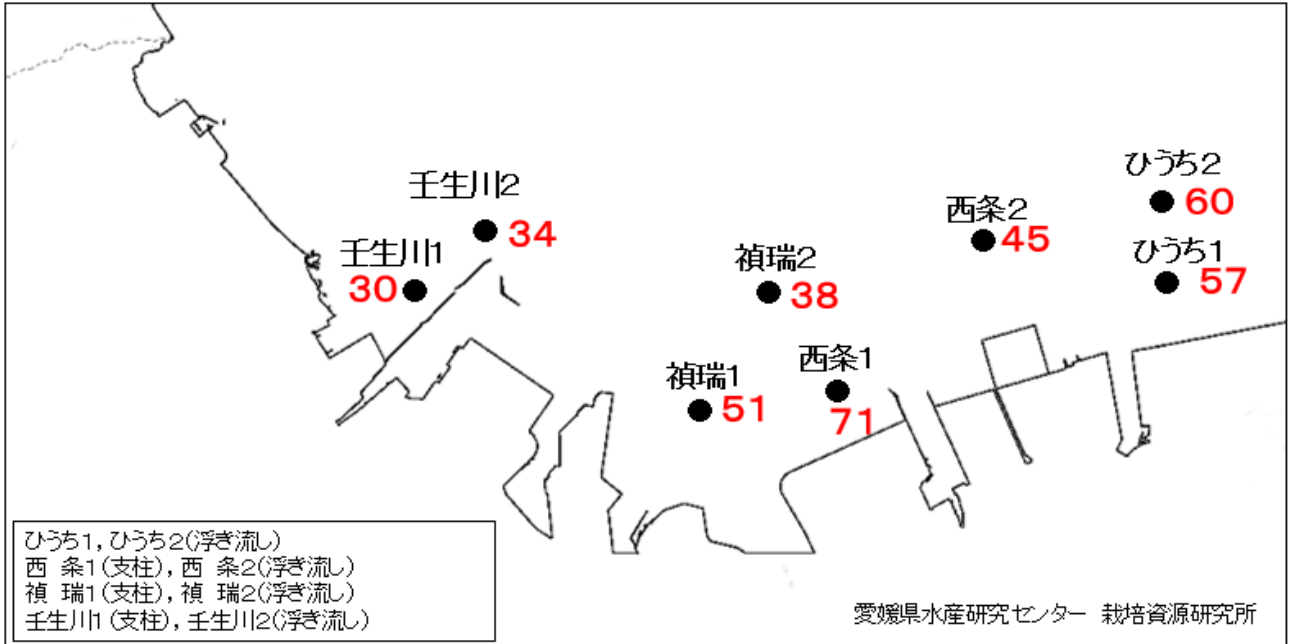 ひうち2
60
壬生川2
34
西条2
45
ひうち1
57
壬生川1
30
禎瑞2
38
西条1
71
禎瑞1
51
ひうち1,ひうち2(浮き流し)
西 条1(支柱),西 条2(浮き流し)
禎 瑞1(支柱),禎 瑞2(浮き流し)
壬生川1(支柱),壬生川2(浮き流し)
愛媛県水産研究センター 栽培資源研究所